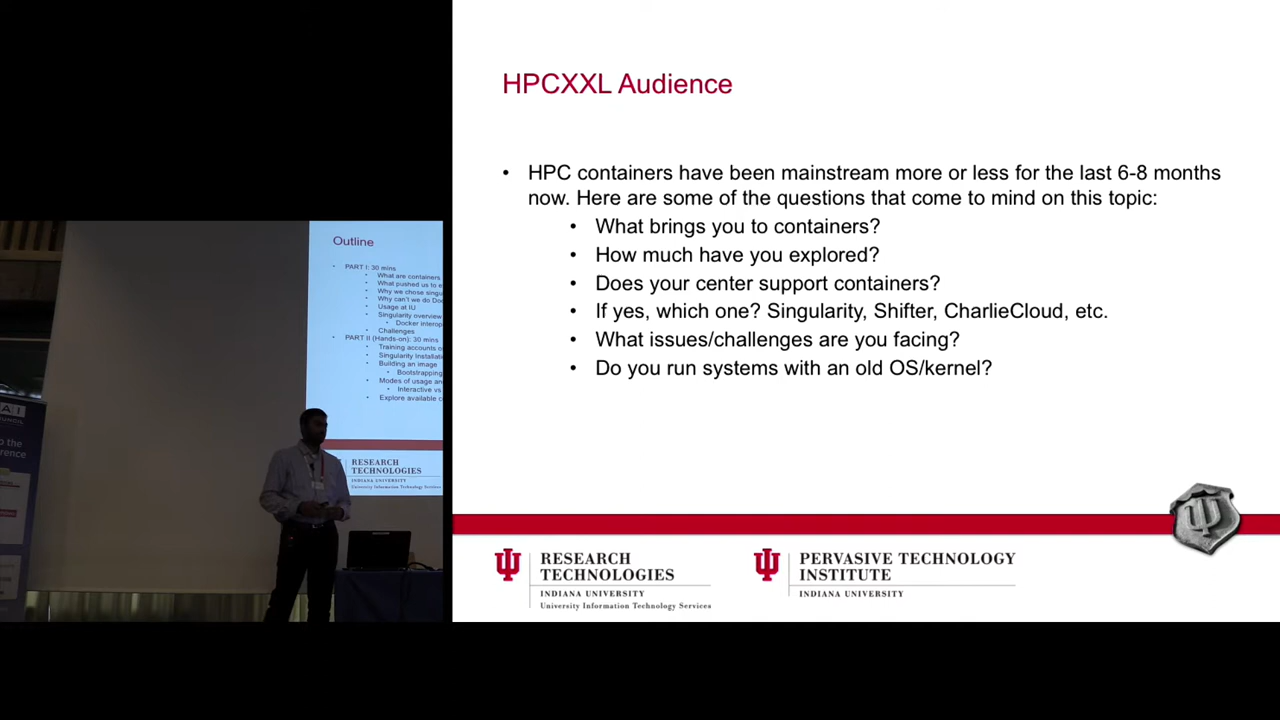 HPCXXL Audience
• HPC containers have been mainstream more or less for the last 6-8 months
now. Here are some of the questions that come to mind on this topic:
• What brings you to containers?
• How much have you explored?
• Does your center support containers?
• If yes, which one? Singularity, Shifter, CharlieCloud, etc.
• What issues/challenges are you facing?
• Do you run systems with an old OS/kernel?
RESEARCH
TECHNOLOGIES
INDIANA UNIVERSITY
University Information Technology Services
PERVASIVE TECHNOLOGY
INSTITUTE
INDIANA UNIVERSITY
Outline
• PART I: 30 mins
• What are containers
• What pushed us to
• Why we chose
• Why can't we do
• Usage at IU
• Singularity overview
• Docker
• Challenges
• PART II (Hands-on): 30 mins
• Training accounts
• Singularity
• Building an image
• Bootstrapping
• Modes of usage
• Interactive vs
• Explore available
RESEARCH
TECHNOLOGIES
INDIANA UNIVERSITY
University Information Technology